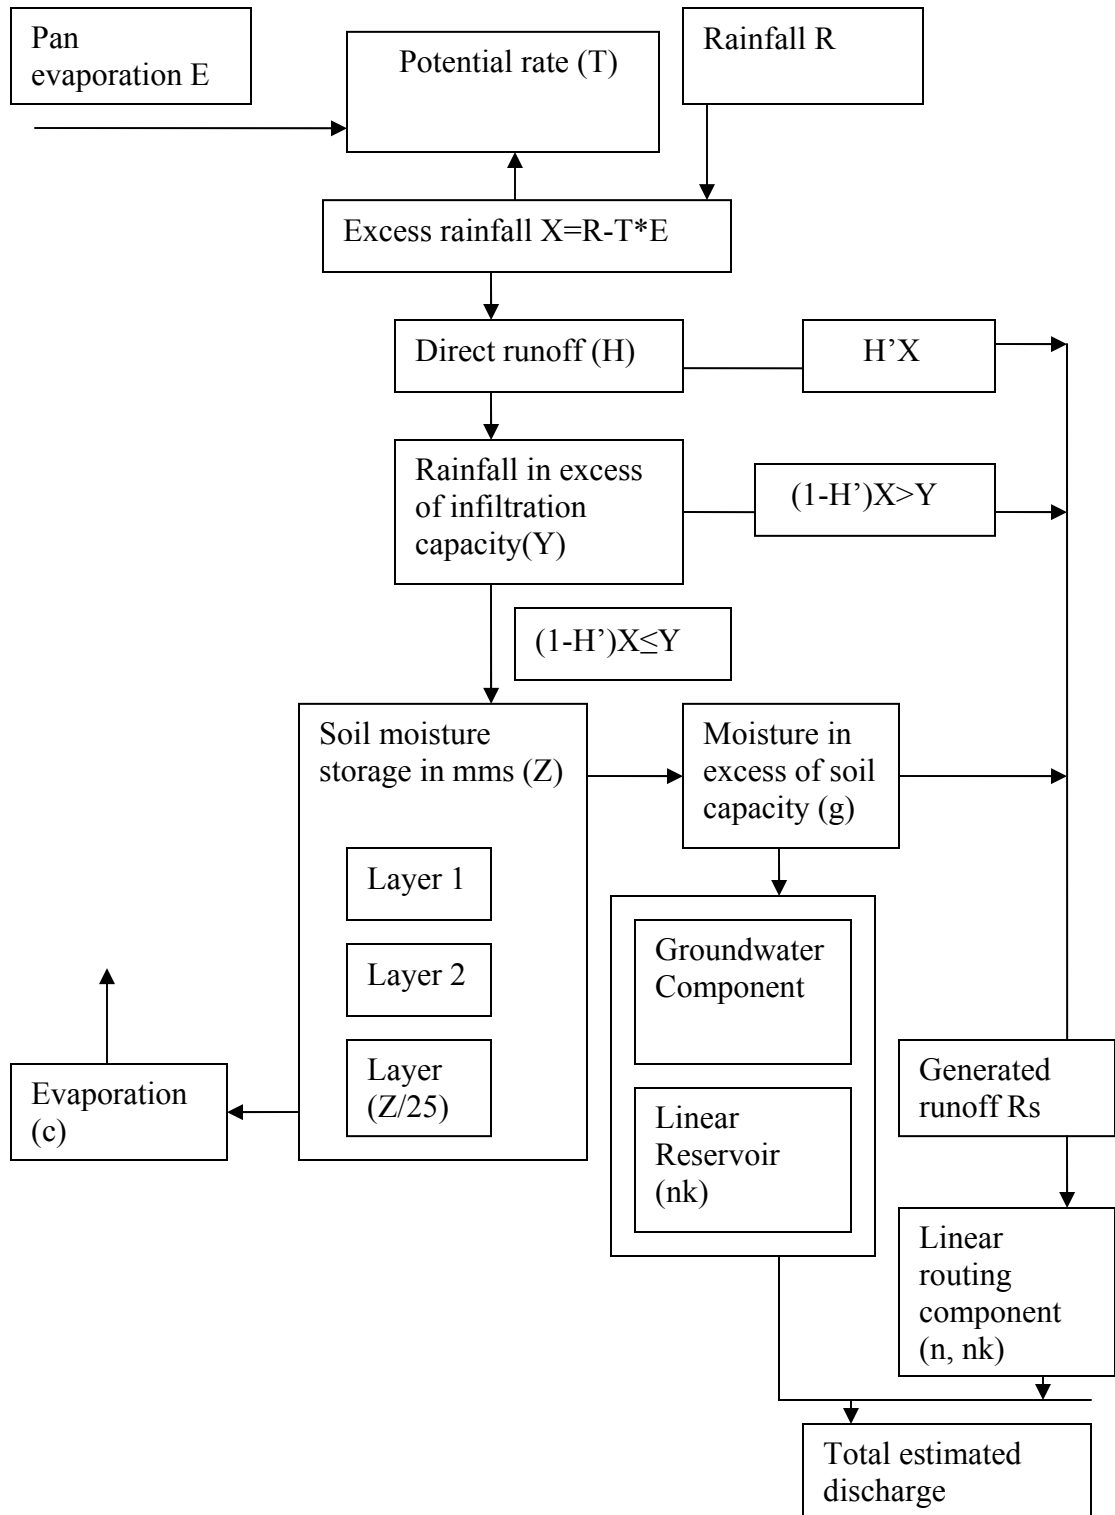 Pan
evaporation E
Potential rate (T)
Rainfall R
Excess rainfall X=R-T*E
Direct runoff (H)
H’X
Rainfall in excess
of infiltration
capacity(Y)
(1-H’)X>Y
(1-H’)X≤Y
Soil moisture
storage in mms (Z)
Moisture in
excess of soil
capacity (g)
Layer 1
Layer 2
Layer
(Z/25)
Groundwater
Component
Linear
Reservoir
(nk)
Evaporation
(c)
Generated
runoff Rs
Linear
routing
component
(n, nk)
Total estimated
discharge